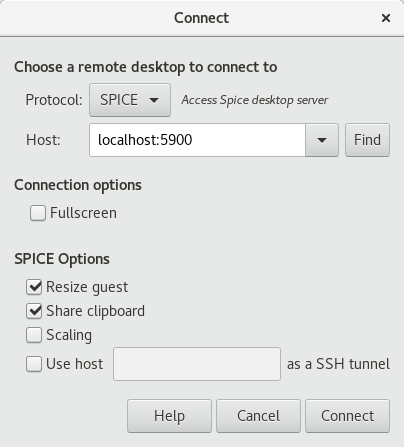 Connect
Choose a remote desktop to connect to
Protocol: SPICE Access Spice desktop server
Host: localhost:5900 Find
Connection options
Fullscreen
SPICE Options
Resize guest
Share clipboard
Scaling
Use host as a SSH tunnel
Help Cancel Connect